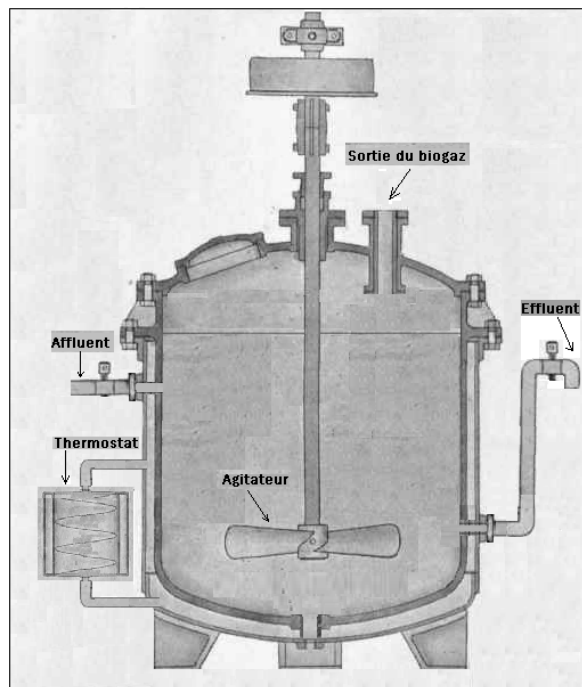 Sortie du biogaz
Effluent
Affluent
Thermostat
Agitateur